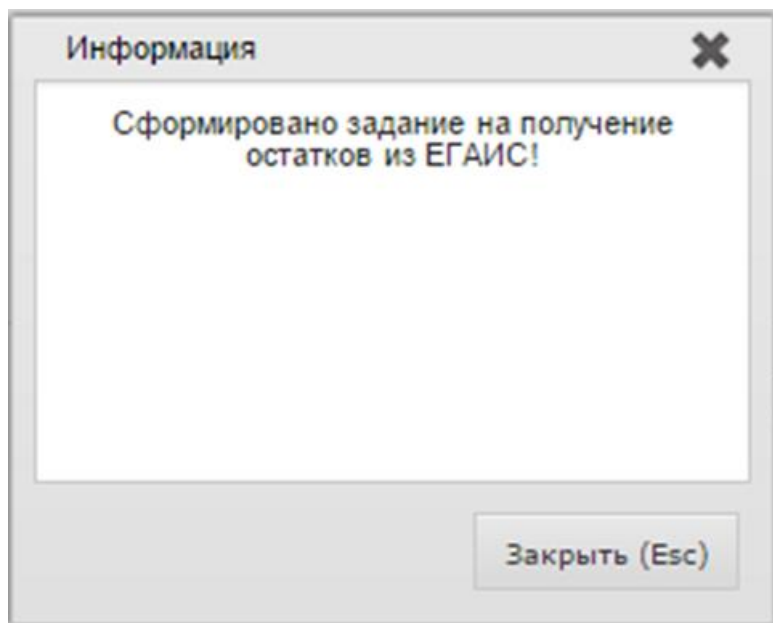 Информация
Сформировано задание на получение
остатков из ЕГАИС!
Закрыть (Esc)